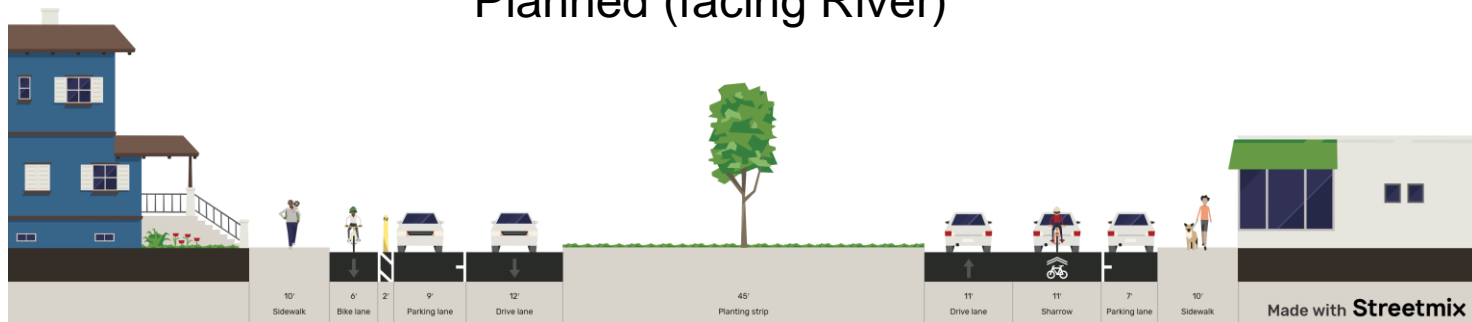 Planned (facing River)
10' 6' 2' 9' 12' 45' 11' 11' 7' 10'
Sidewalk Bike lane Parking lane Drive lane Planting strip Drive lane Sharrow Parking lane Sidewalk
Made with Streetmix